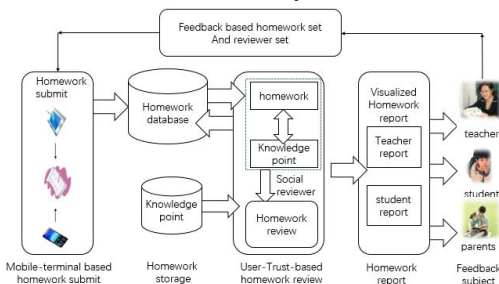 Feedback based homework set
And reviewer set
Homework
submit
Homework
database
homework
Knowledge
point
Social
reviewer
Homework
review
Knowledge
point
Visualized
Homework
report
Teacher
report
student
report
teacher
student
parents
Mobile-terminal based
homework submit
Homework
storage
User-Trust-based
homework review
Homework
report
Feedback
subject